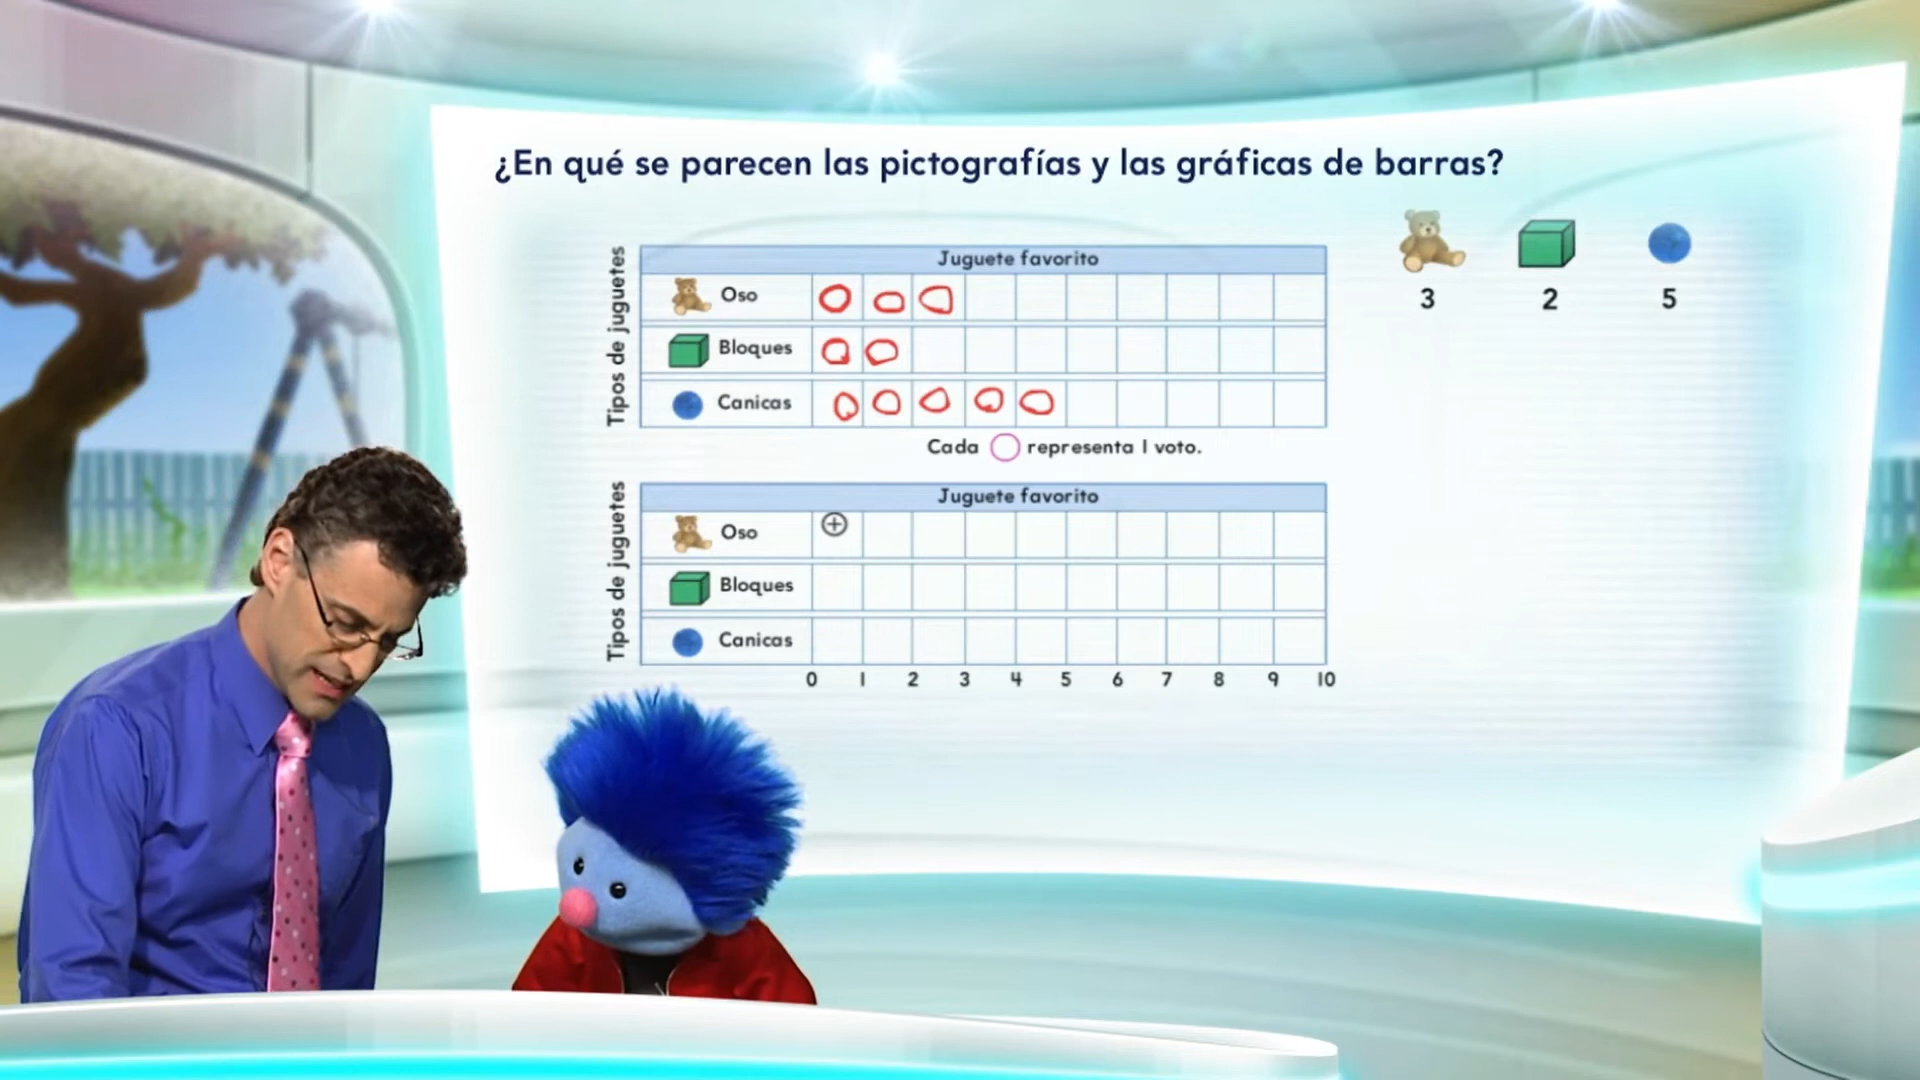 ¿En qué se parecen las pictografías y las gráficas de barras?
Tipos de juguetes
Juguete favorito
Oso
Bloques
Canicas
Cada representa 1 voto.
3 2 5
Tipos de juguetes
Juguete favorito
Oso
Bloques
Canicas
0 1 2 3 4 5 6 7 8 9 10